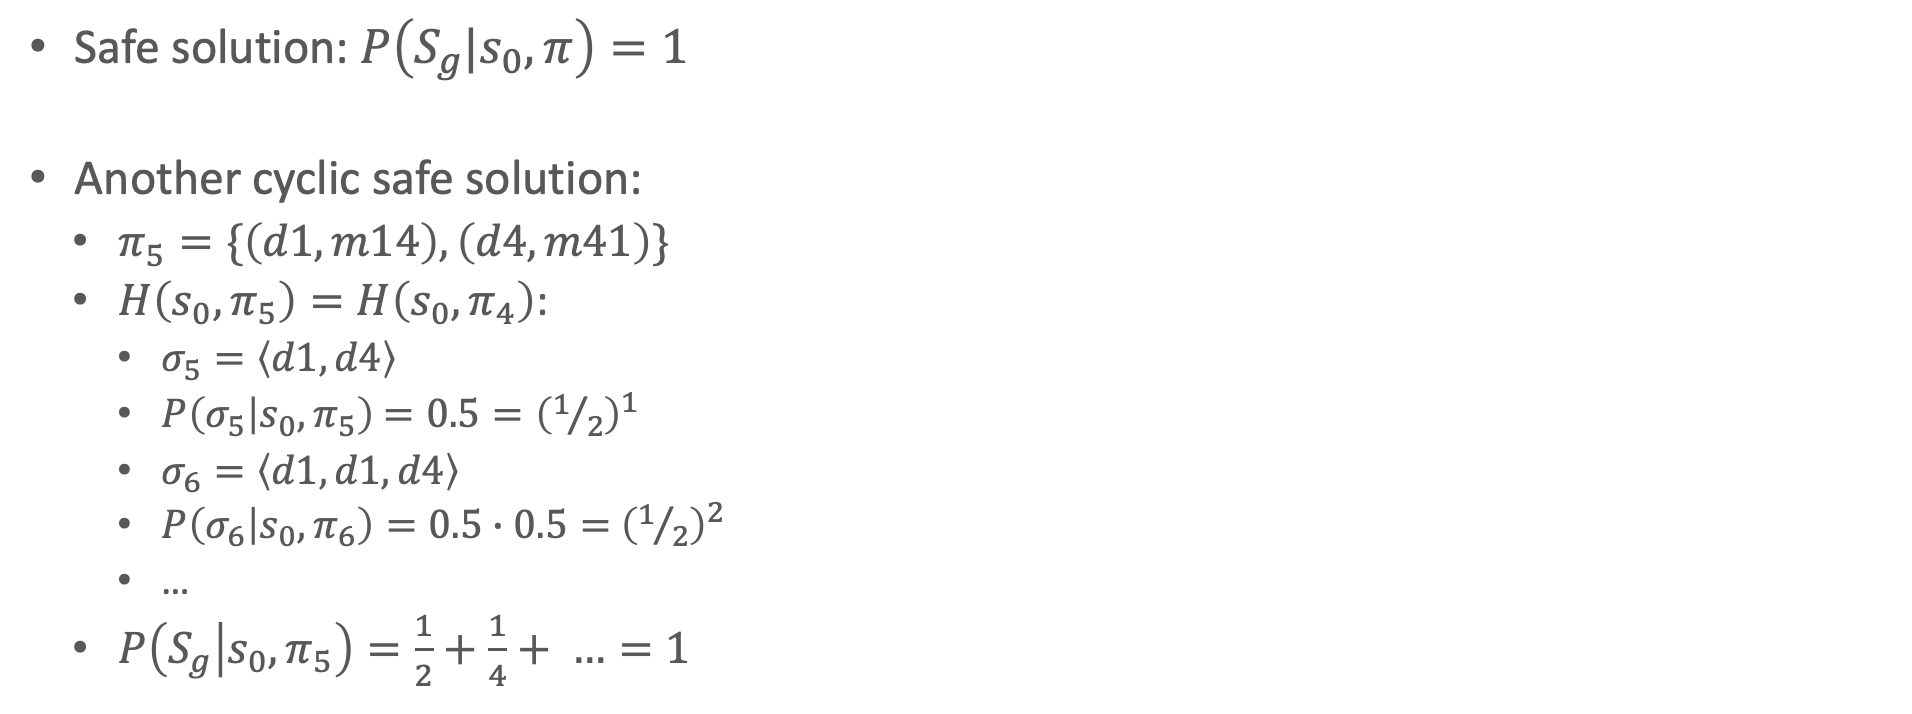 • Safe solution: P(S_g|s_0, π) = 1
• Another cyclic safe solution:
• π_5 = {(d1, m14), (d4, m41)}
• H(s_0, π_5) = H(s_0, π_4):
• σ_5 = ⟨d1, d4⟩
• P(σ_5|s_0, π_5) = 0.5 = (1/2)^1
• σ_6 = ⟨d1, d1, d4⟩
• P(σ_6|s_0, π_6) = 0.5 · 0.5 = (1/2)^2
• ...
• P(S_g|s_0, π_5) = 1/2 + 1/4 + ... = 1